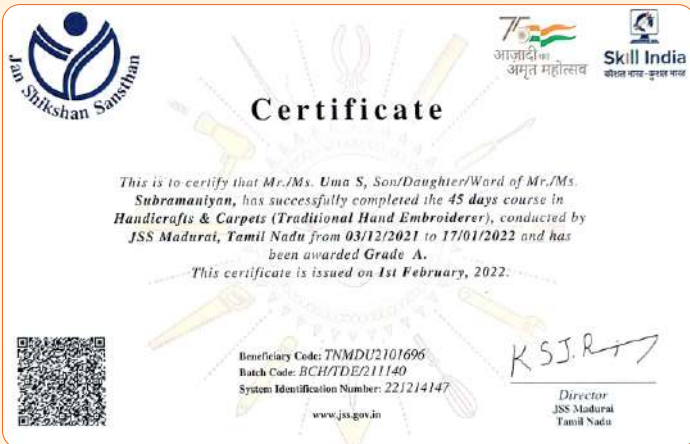 Jan Shikshan Sansthan
75
आज़ादी का
अमृत महोत्सव
Skill India
कौशल भारत - कुशल भारत
Certificate
This is to certify that Mr./Ms. Uma S, Son/Daughter/Ward of Mr./Ms.
Subramaniyan, has successfully completed the 45 days course in
Handicrafts & Carpets (Traditional Hand Embroiderer), conducted by
JSS Madurai, Tamil Nadu from 03/12/2021 to 17/01/2022 and has
been awarded Grade A.
This certificate is issued on 1st February, 2022.
Beneficiary Code: TNMDU2101696
Batch Code: BCH/TDE/211140
System Identification Number: 221214147
www.jss.gov.in
K S J. R
Director
JSS Madurai
Tamil Nadu